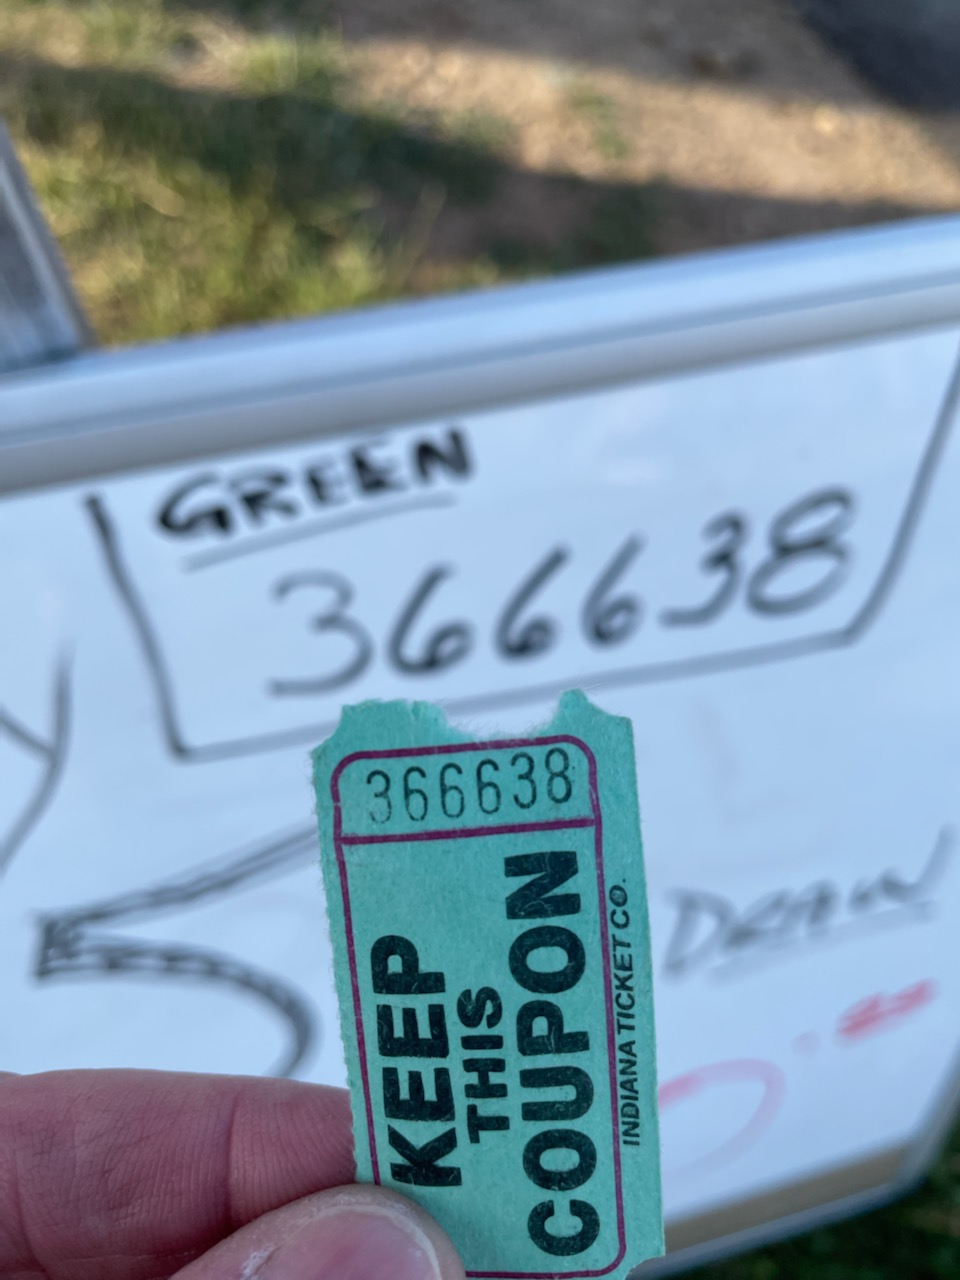 GREEN
366638
366638
KEEP
THIS
COUPON
INDIANA TICKET CO.
DRAW